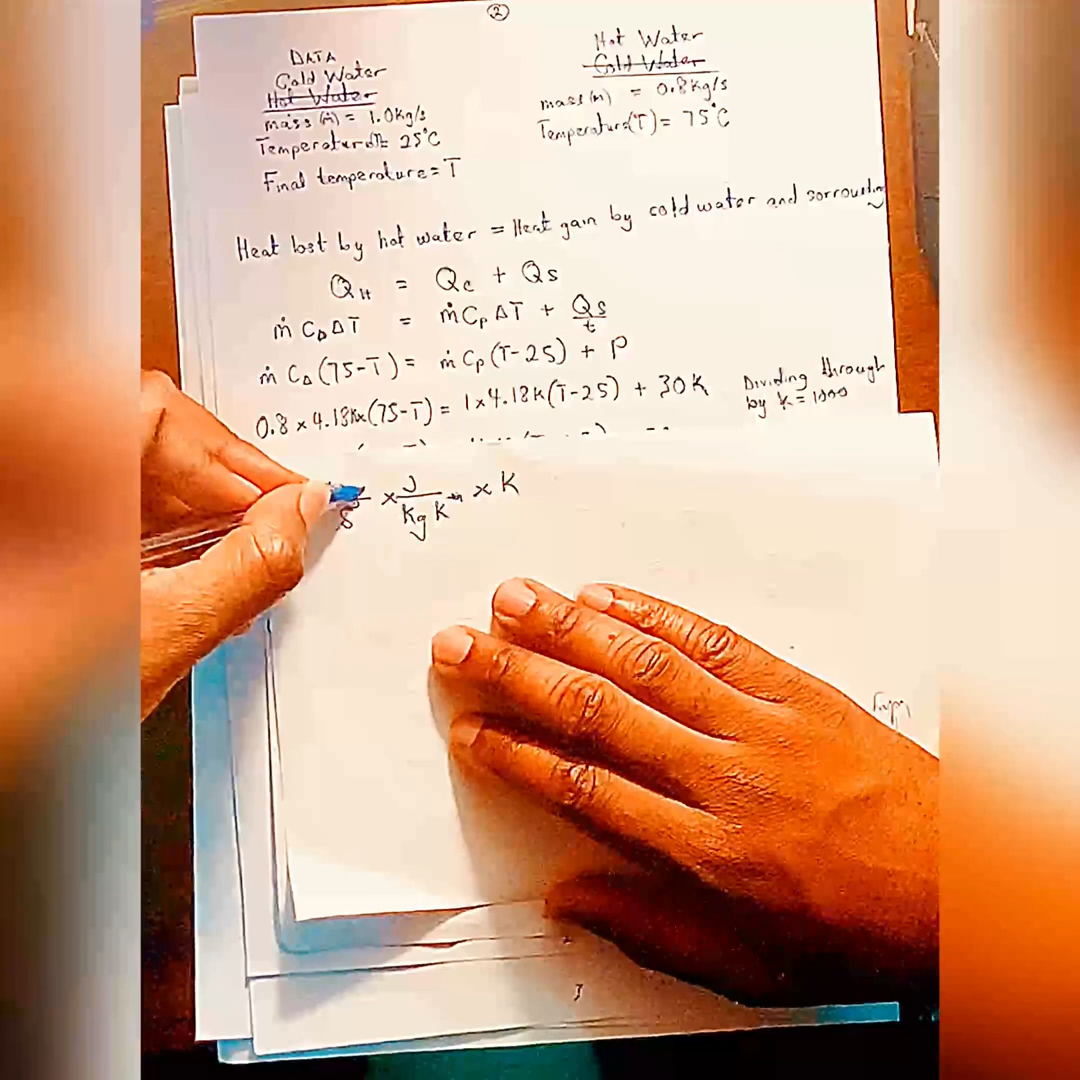 2
DATA
Cold Water
Hot Water
mass (ṁ) = 1.0kg/s
Temperature(T)= 25°C
Final temperature = T
Hot Water
Cold Water
mass (ṁ) = 0.8kg/s
Temperature(T) = 75°C
Heat lost by hot water = Heat gain by cold water and sorrounding
Q_H = Q_c + Q_s
ṁ C_p ΔT = ṁ C_p ΔT + Q_s/t
ṁ C_p (75-T) = ṁ C_p (T-25) + P
0.8 × 4.18k×(75-T) = 1 × 4.18k(T-25) + 30k
Dividing through
by k = 1000
× J/kg K × K